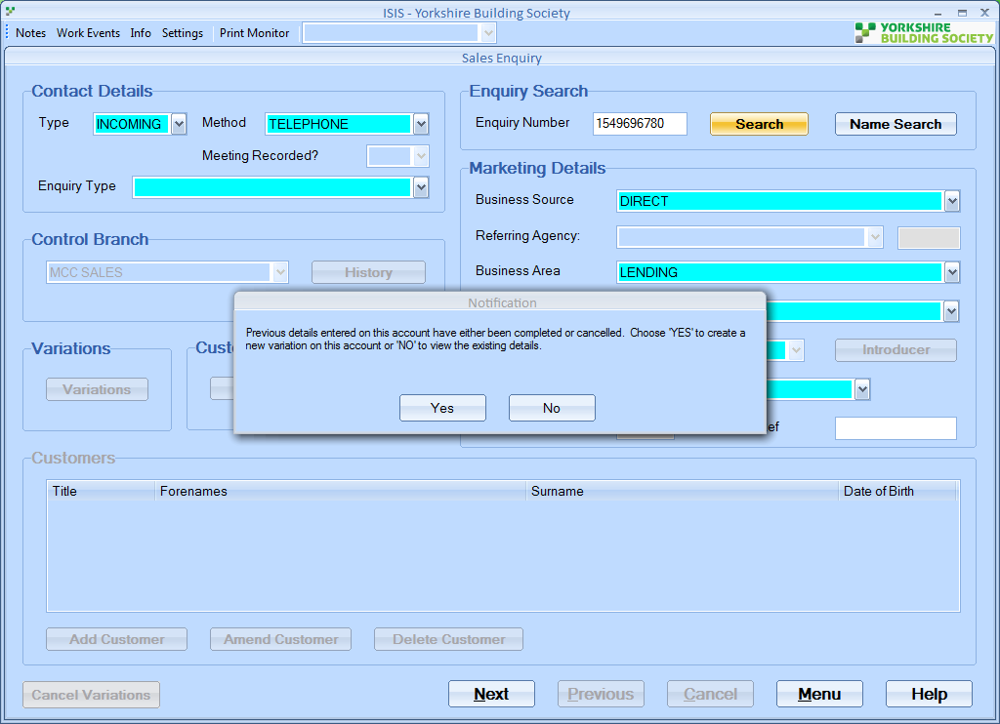 ISIS - Yorkshire Building Society
Notes Work Events Info Settings Print Monitor
YORKSHIRE
BUILDING SOCIETY
Sales Enquiry
Contact Details
Type INCOMING Method TELEPHONE
Meeting Recorded?
Enquiry Type
Enquiry Search
Enquiry Number 1549696780 Search Name Search
Marketing Details
Business Source DIRECT
Referring Agency:
Business Area LENDING
Control Branch
MCC SALES History
Notification
Previous details entered on this account have either been completed or cancelled. Choose 'YES' to create a
new variation on this account or 'NO' to view the existing details.
Yes No
Variations
Variations
Custo
Introducer
ef
Customers
Title Forenames Surname Date of Birth
Add Customer Amend Customer Delete Customer
Cancel Variations Next Previous Cancel Menu Help